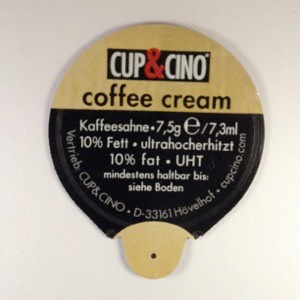 CUP&CINO
coffee cream
Kaffeesahne • 7,5g ℮/7,3ml
10% Fett • ultrahocherhitzt
10% fat • UHT
mindestens haltbar bis:
siehe Boden
Vertrieb: CUP&CINO • D-33161 Hövelhof • cupcino.com